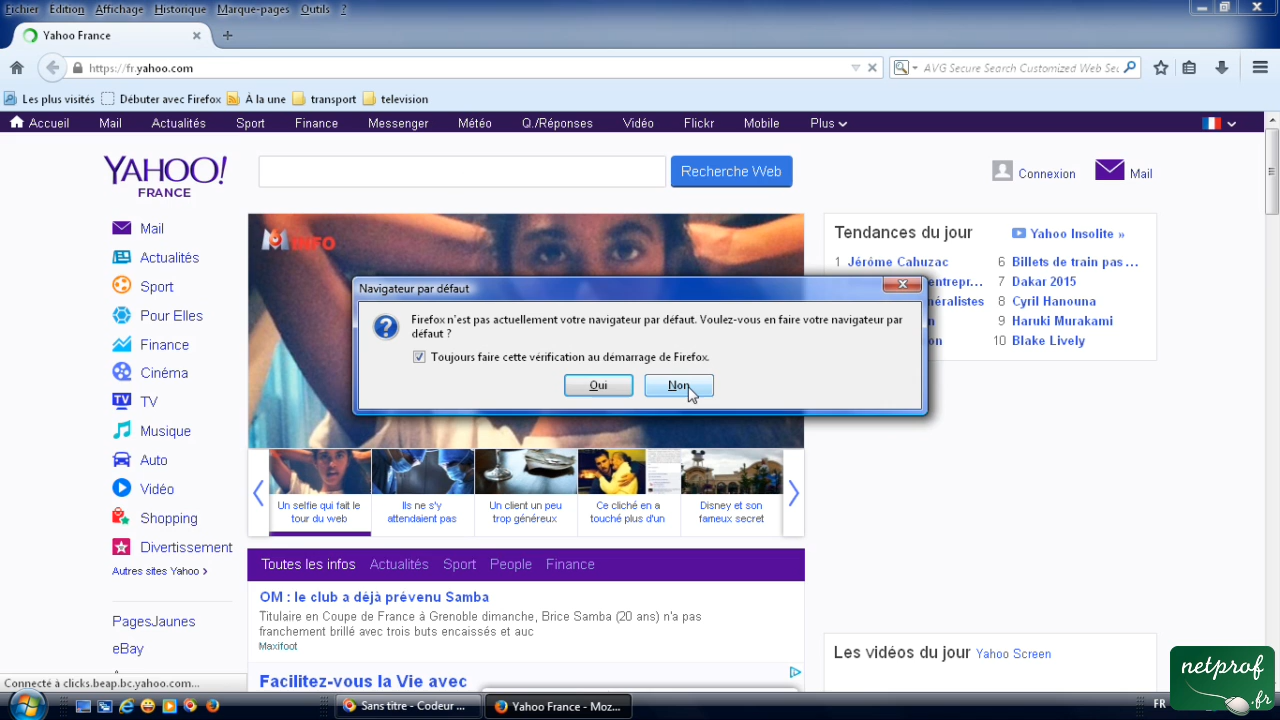 Fichier Édition Affichage Historique Marque-pages Outils ?
Yahoo France
https://fr.yahoo.com
AVG Secure Search Customized Web Sec
Les plus visités Débuter avec Firefox À la une transport television
Accueil Mail Actualités Sport Finance Messenger Météo Q./Réponses Vidéo Flickr Mobile Plus
YAHOO!
FRANCE
Recherche Web
Connexion Mail
Mail
Actualités
Sport
Pour Elles
Finance
Cinéma
TV
Musique
Auto
Vidéo
Shopping
Divertissement
Autres sites Yahoo >
PagesJaunes
eBay
M6 INFO
Navigateur par défaut
Firefox n'est pas actuellement votre navigateur par défaut. Voulez-vous en faire votre navigateur par
défaut ?
Toujours faire cette vérification au démarrage de Firefox.
Oui Non
Un selfie qui fait le
tour du web
Ils ne s'y
attendaient pas
Un client un peu
trop généreux
Ce cliché en a
touché plus d'un
Disney et son
fameux secret
Toutes les infos Actualités Sport People Finance
OM : le club a déjà prévenu Samba
Titulaire en Coupe de France à Grenoble dimanche, Brice Samba (20 ans) n'a pas
franchement brillé avec trois buts encaissés et auc
Maxifoot
Facilitez-vous la Vie avec
Tendances du jour Yahoo Insolite »
1 Jérôme Cahuzac
6 Billets de train pas ...
7 Dakar 2015
8 Cyril Hanouna
9 Haruki Murakami
10 Blake Lively
Les vidéos du jour Yahoo Screen
Connecté à clicks.beap.bc.yahoo.com...
Sans titre - Codeur ...
Yahoo France - Moz...
FR
netprof
.fr